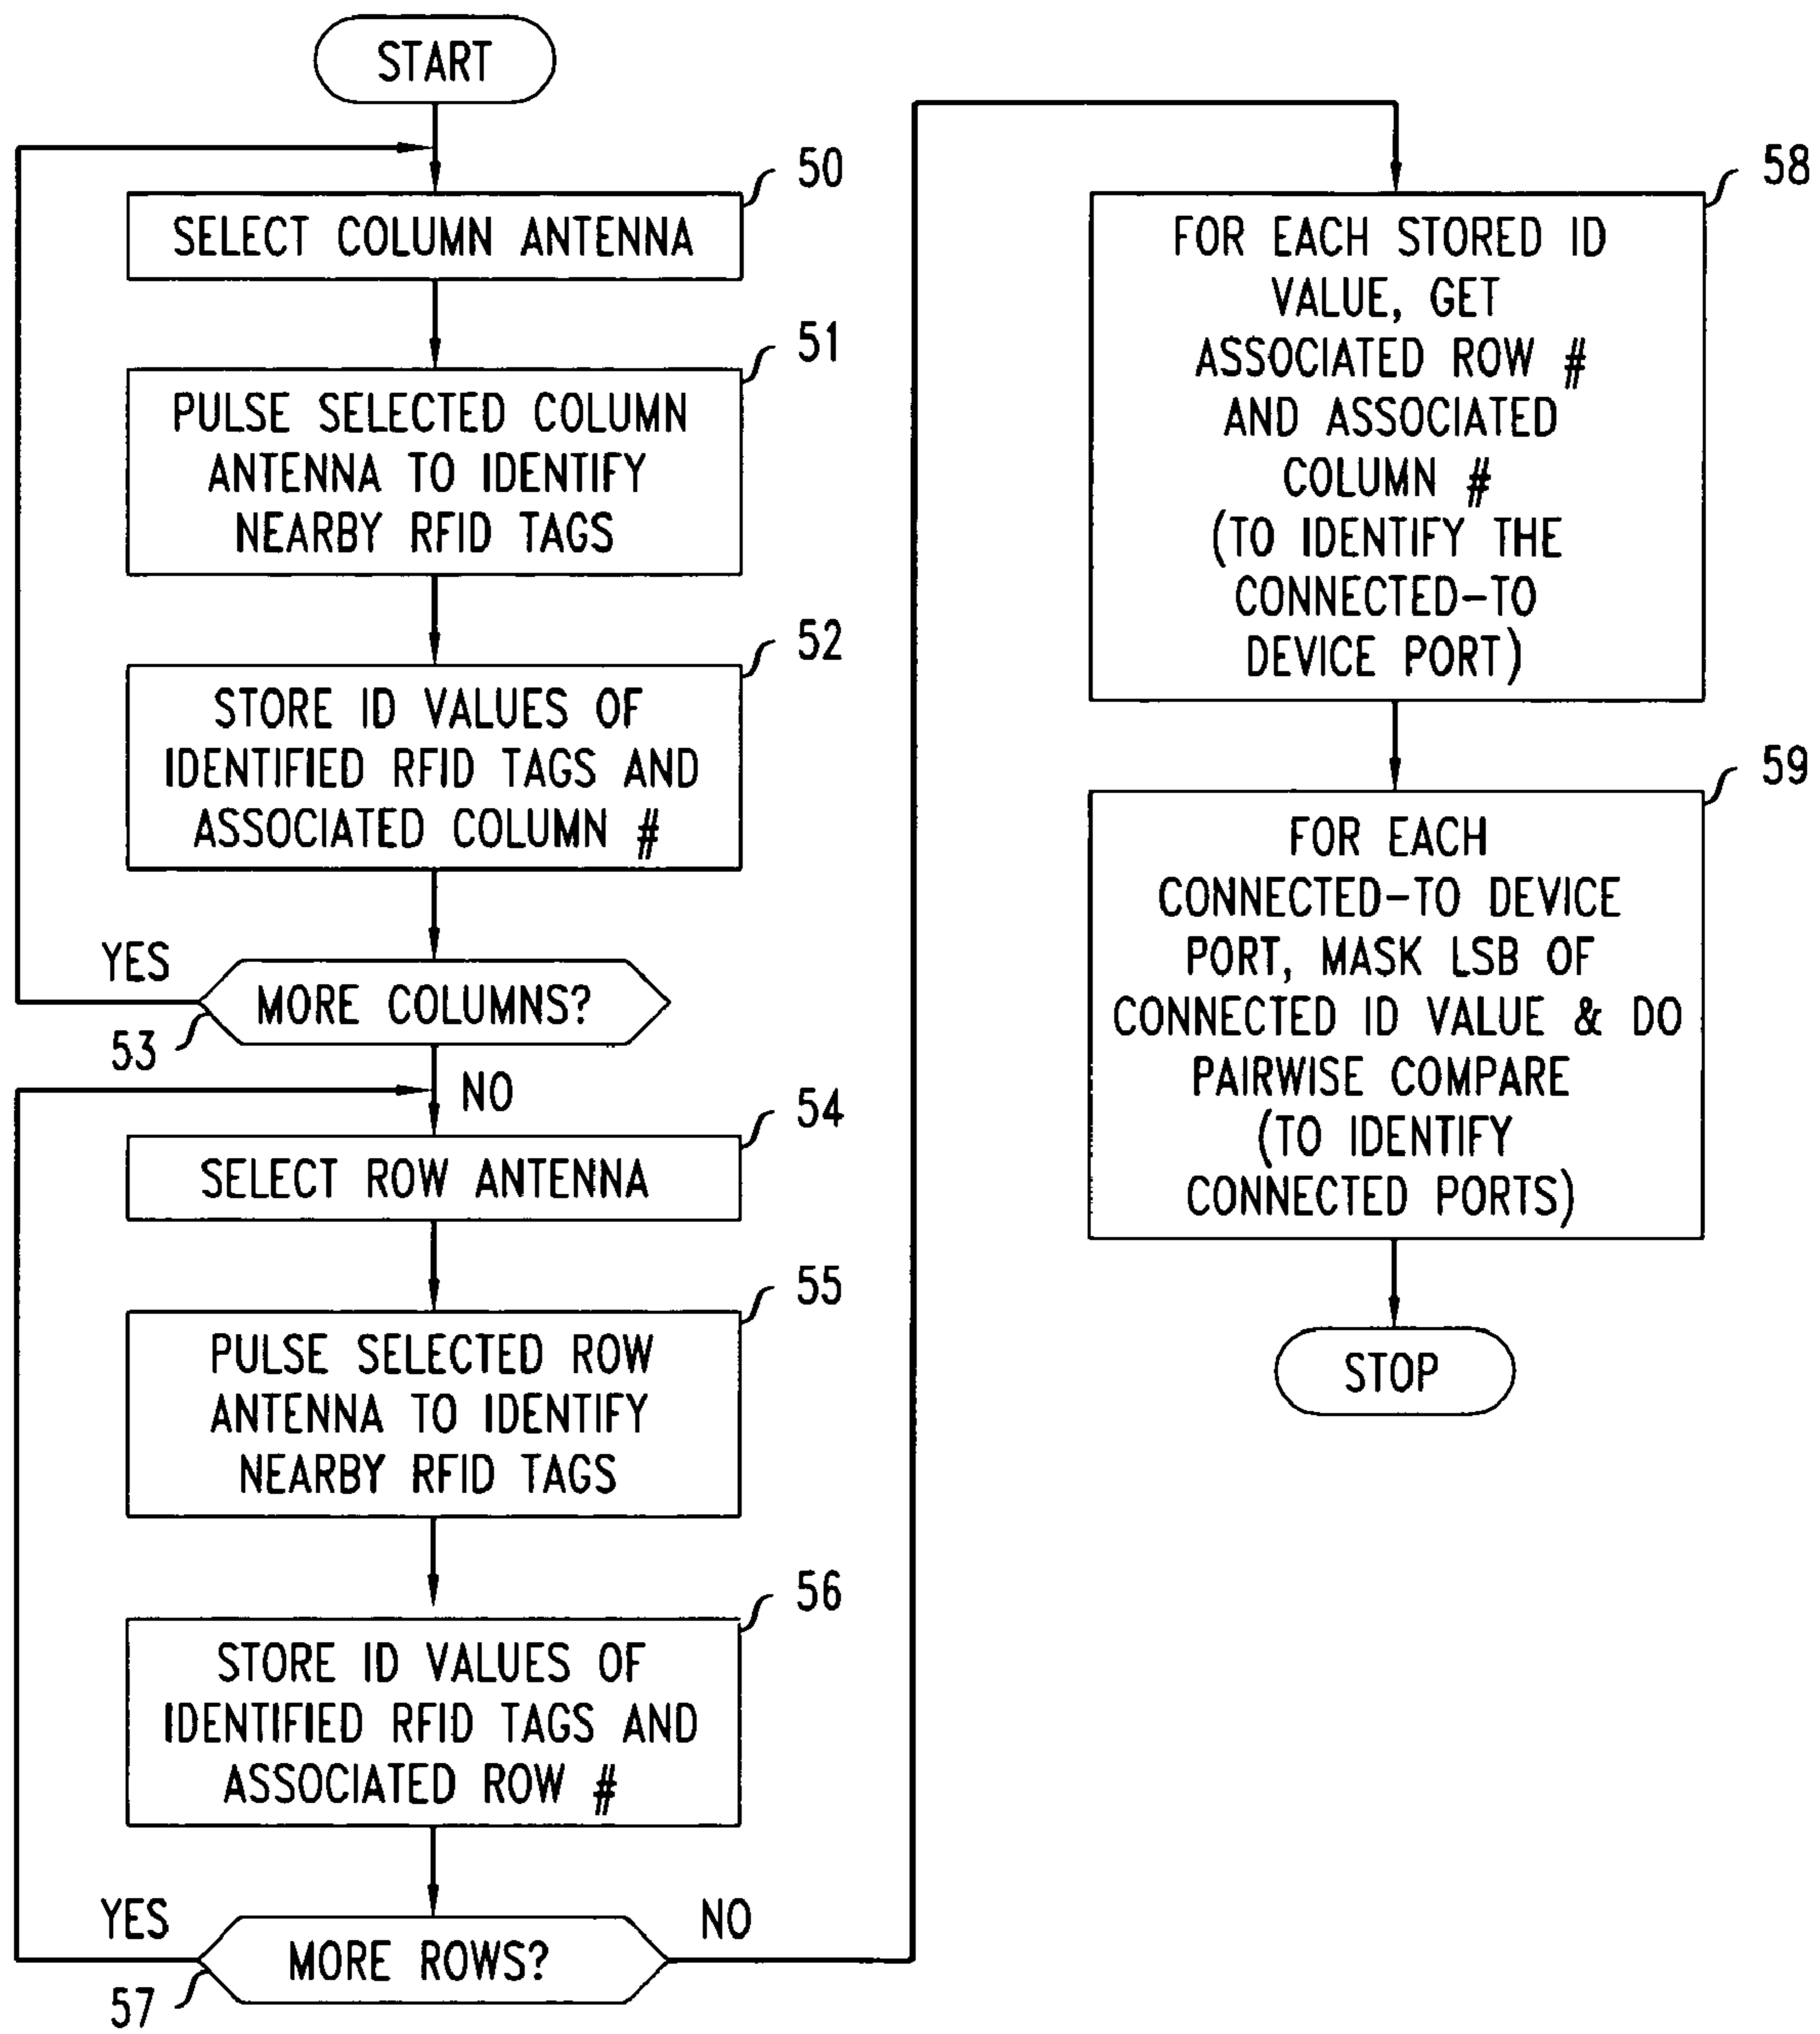 START
50
SELECT COLUMN ANTENNA
51
PULSE SELECTED COLUMN
ANTENNA TO IDENTIFY
NEARBY RFID TAGS
52
STORE ID VALUES OF
IDENTIFIED RFID TAGS AND
ASSOCIATED COLUMN #
YES
MORE COLUMNS?
53
NO
54
SELECT ROW ANTENNA
55
PULSE SELECTED ROW
ANTENNA TO IDENTIFY
NEARBY RFID TAGS
56
STORE ID VALUES OF
IDENTIFIED RFID TAGS AND
ASSOCIATED ROW #
YES
NO
MORE ROWS?
57
58
FOR EACH STORED ID
VALUE, GET
ASSOCIATED ROW #
AND ASSOCIATED
COLUMN #
(TO IDENTIFY THE
CONNECTED-TO
DEVICE PORT)
59
FOR EACH
CONNECTED-TO DEVICE
PORT, MASK LSB OF
CONNECTED ID VALUE & DO
PAIRWISE COMPARE
(TO IDENTIFY
CONNECTED PORTS)
STOP